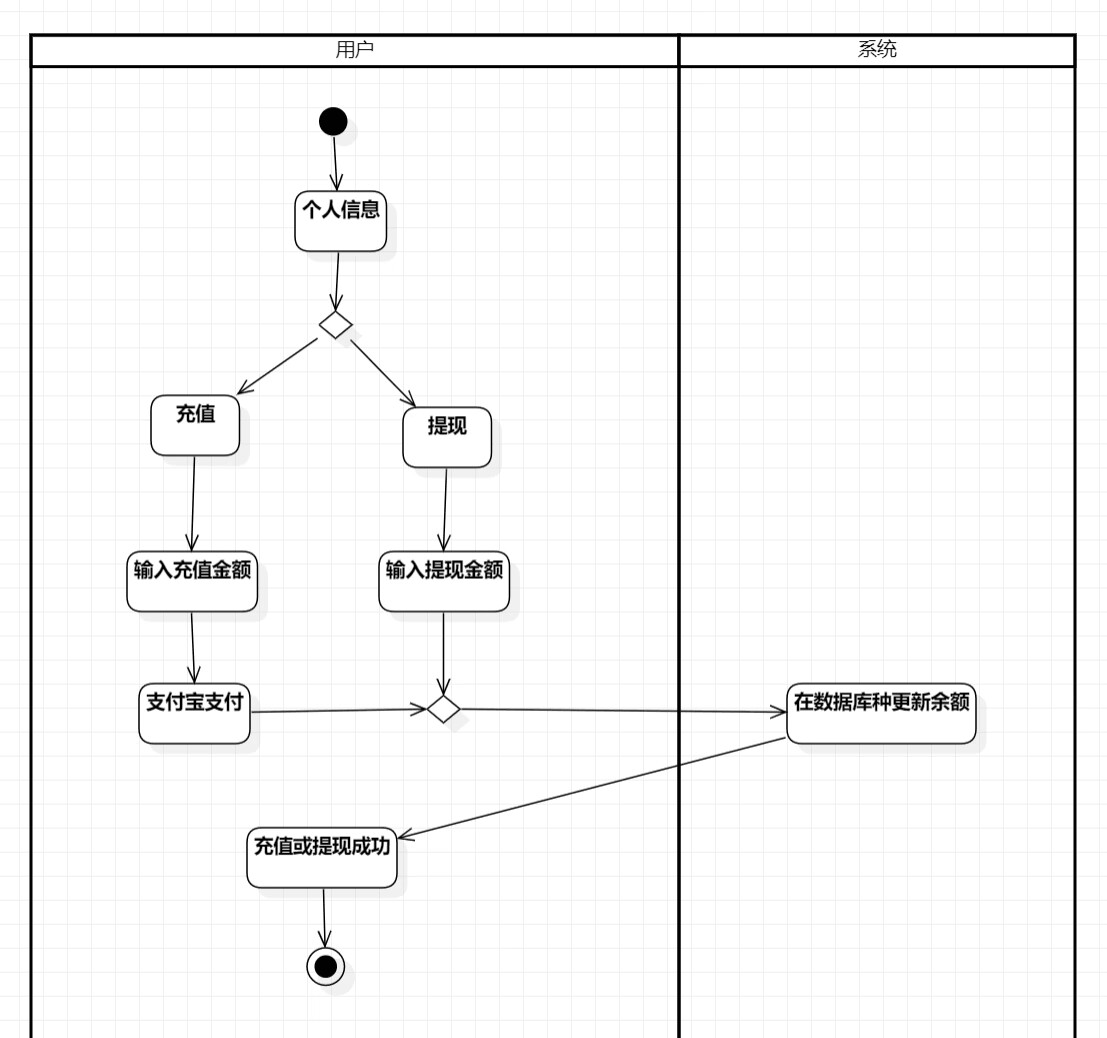 用户
系统
个人信息
充值
提现
输入充值金额
输入提现金额
支付宝支付
在数据库种更新余额
充值或提现成功